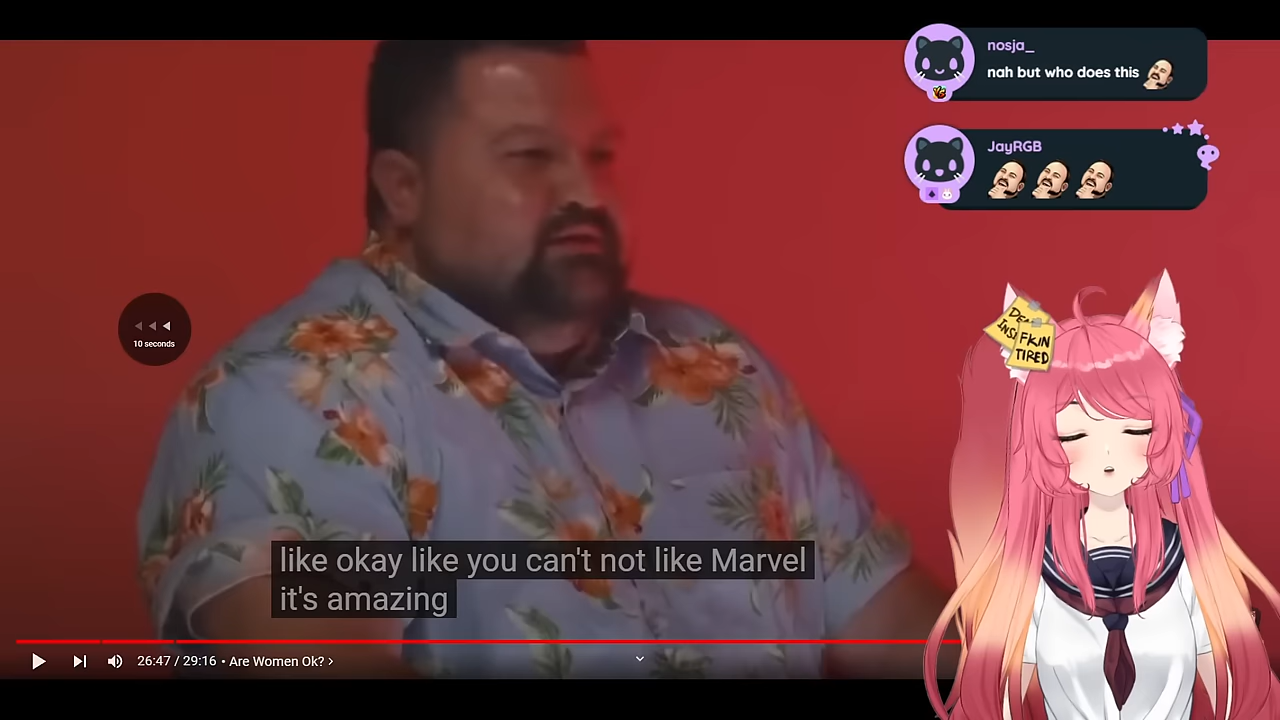 nosja_
nah but who does this
JayRGB
FKIN
TIRED
10 seconds
like okay like you can't not like Marvel
it's amazing
26:47 / 29:16 • Are Women Ok? >